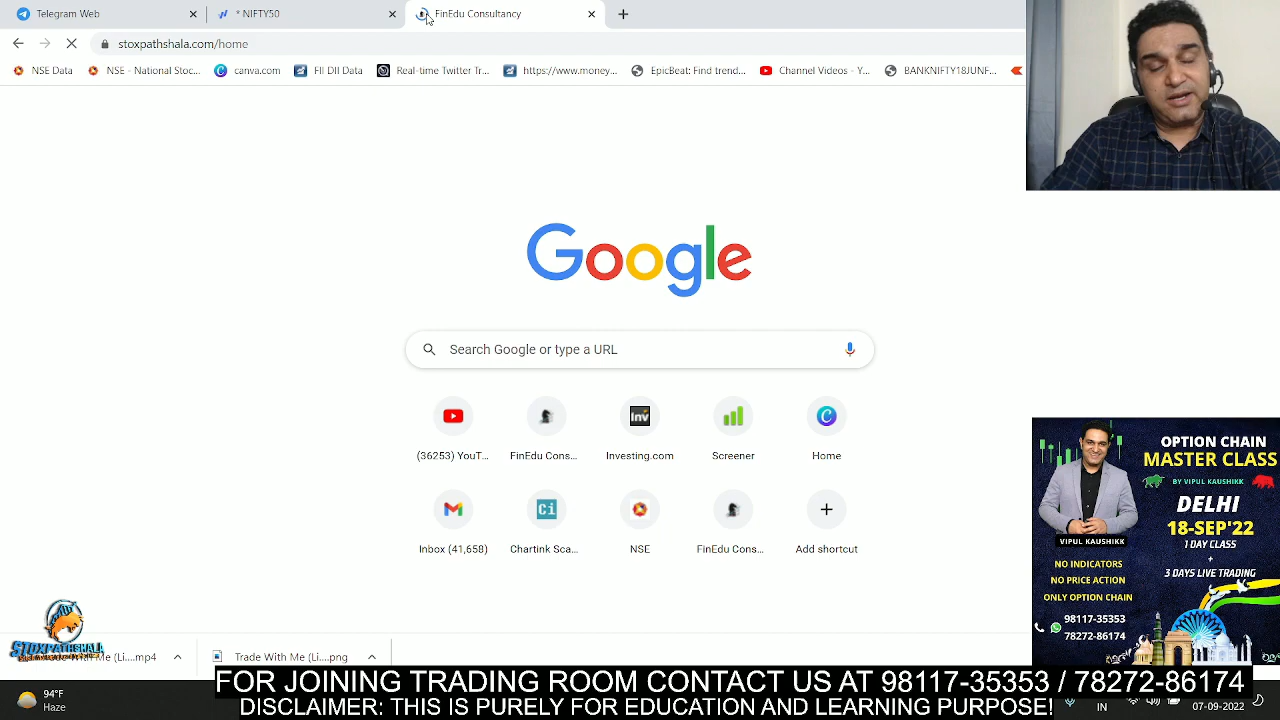 Telegram Web
* NIFTY50
FinEdu Consultancy
stoxpathshala.com/home
NSE Data
NSE - National Stoc...
canva.com
FII DII Data
Real-time Twitter Tr...
https://www.money...
EpicBeat: Find trend...
Channel Videos - Y...
BANKNIFTY18JUNF...
Google
Search Google or type a URL
(36253) YouT...
FinEdu Cons...
Investing.com
Screener
Home
Inbox (41,658)
Chartink Sca...
NSE
FinEdu Cons...
Add shortcut
OPTION CHAIN
MASTER CLASS
BY VIPUL KAUSHIKK
DELHI
18-SEP'22
1 DAY CLASS
+
3 DAYS LIVE TRADING
VIPUL KAUSHIKK
NO INDICATORS
NO PRICE ACTION
ONLY OPTION CHAIN
98117-35353
78272-86174
STOXPATHSHALA
Me (Li....mp4
Trade With Me (Li....png
FOR JOINING TRADING ROOM CONTACT US AT 98117-35353 / 78272-86174
DISCLAIMER: THIS IS PURELY FOR EDUCATION AND LEARNING PURPOSE!
94°F
Haze
IN
07-09-2022